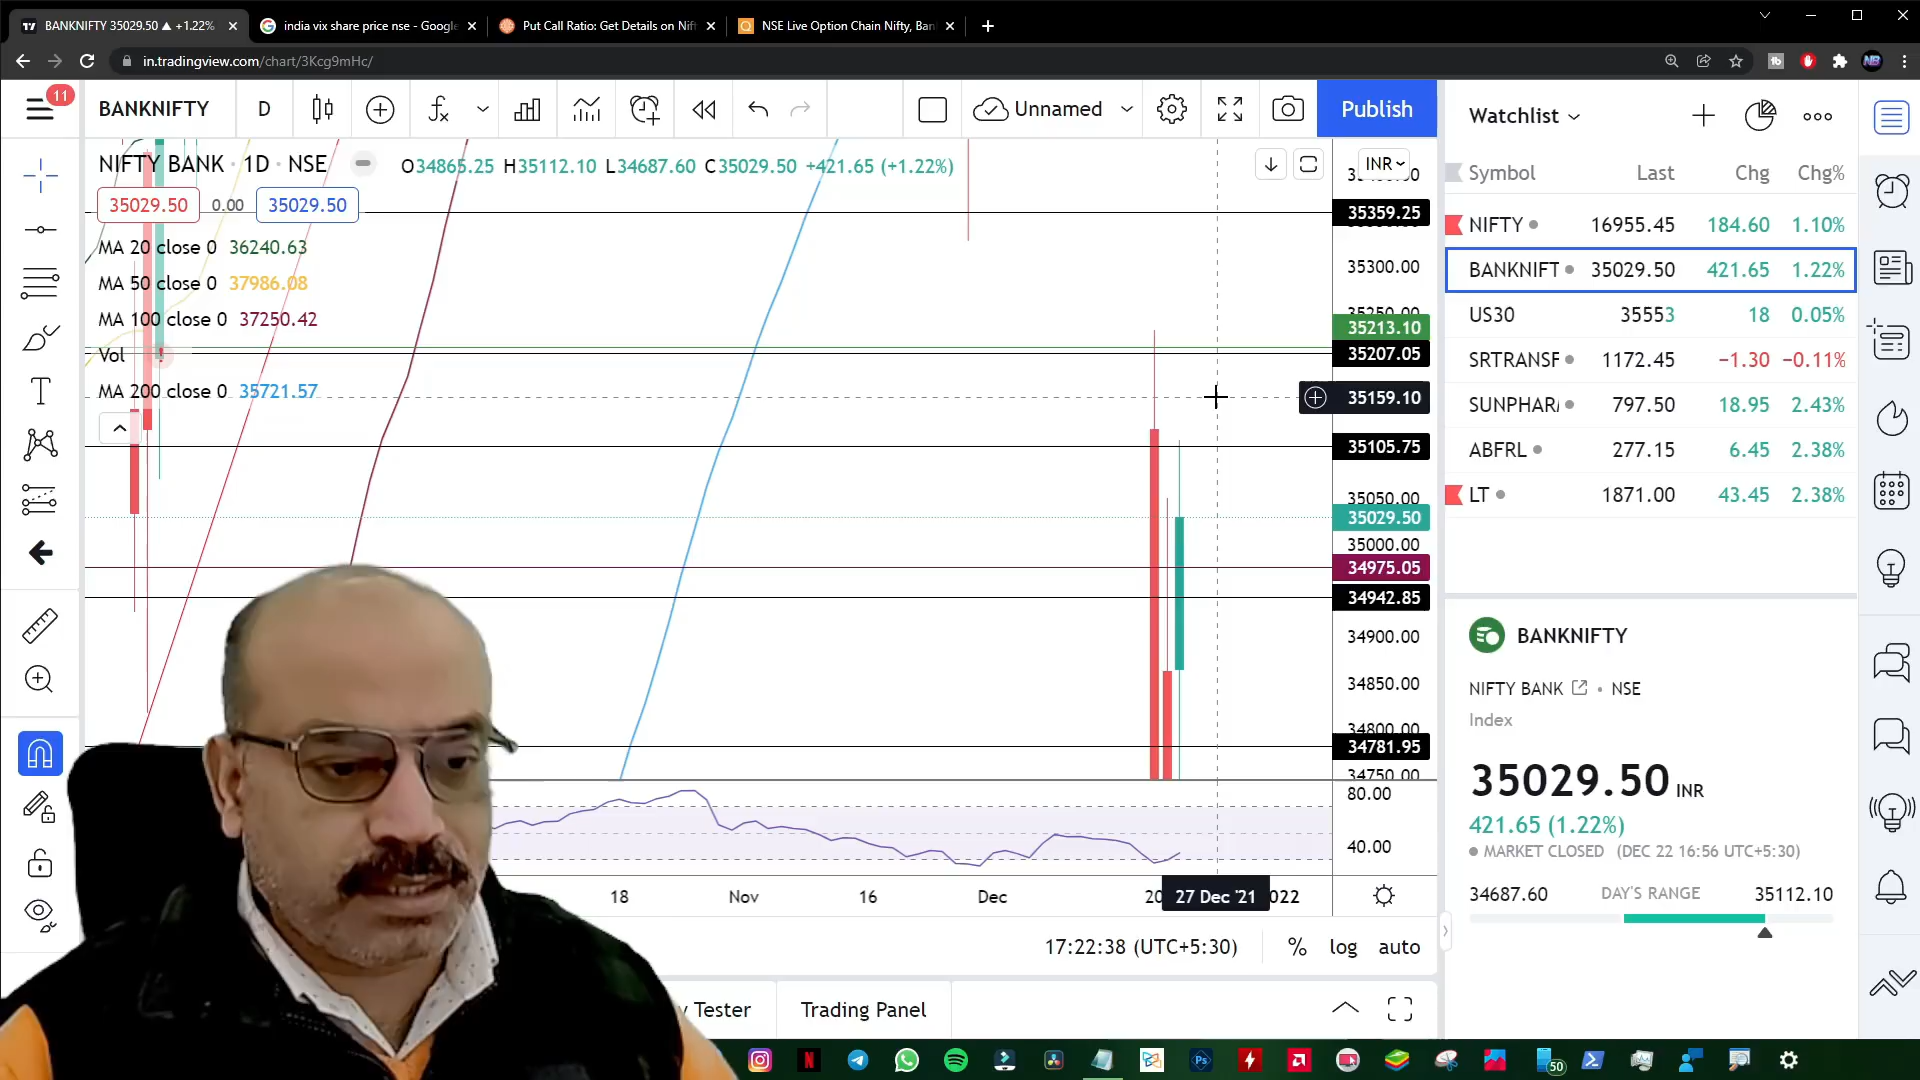 BANKNIFTY 35029.50 ▲ +1.22%
india vix share price nse - Google
Put Call Ratio: Get Details on Nift
NSE Live Option Chain Nifty, Ban
in.tradingview.com/chart/3Kcg9mHc/
11
BANKNIFTY
D
Unnamed
Publish
NIFTY BANK · 1D · NSE
O34865.25 H35112.10 L34687.60 C35029.50 +421.65 (+1.22%)
35029.50 0.00 35029.50
MA 20 close 0 36240.63
MA 50 close 0 37986.08
MA 100 close 0 37250.42
Vol
MA 200 close 0 35721.57
INR
35359.25
35300.00
35213.10
35207.05
35159.10
35105.75
35050.00
35029.50
35000.00
34975.05
34942.85
34900.00
34850.00
34800.00
34781.95
34750.00
80.00
40.00
18
Nov
16
Dec
20
27 Dec '21
022
17:22:38 (UTC+5:30)
%
log
auto
y Tester
Trading Panel
Watchlist
Symbol Last Chg Chg%
NIFTY 16955.45 184.60 1.10%
BANKNIFT 35029.50 421.65 1.22%
US30 35553 18 0.05%
SRTRANSF 1172.45 −1.30 −0.11%
SUNPHARM 797.50 18.95 2.43%
ABFRL 277.15 6.45 2.38%
LT 1871.00 43.45 2.38%
BANKNIFTY
NIFTY BANK • NSE
Index
35029.50 INR
421.65 (1.22%)
MARKET CLOSED (DEC 22 16:56 UTC+5:30)
34687.60 DAY'S RANGE 35112.10
Ps
50